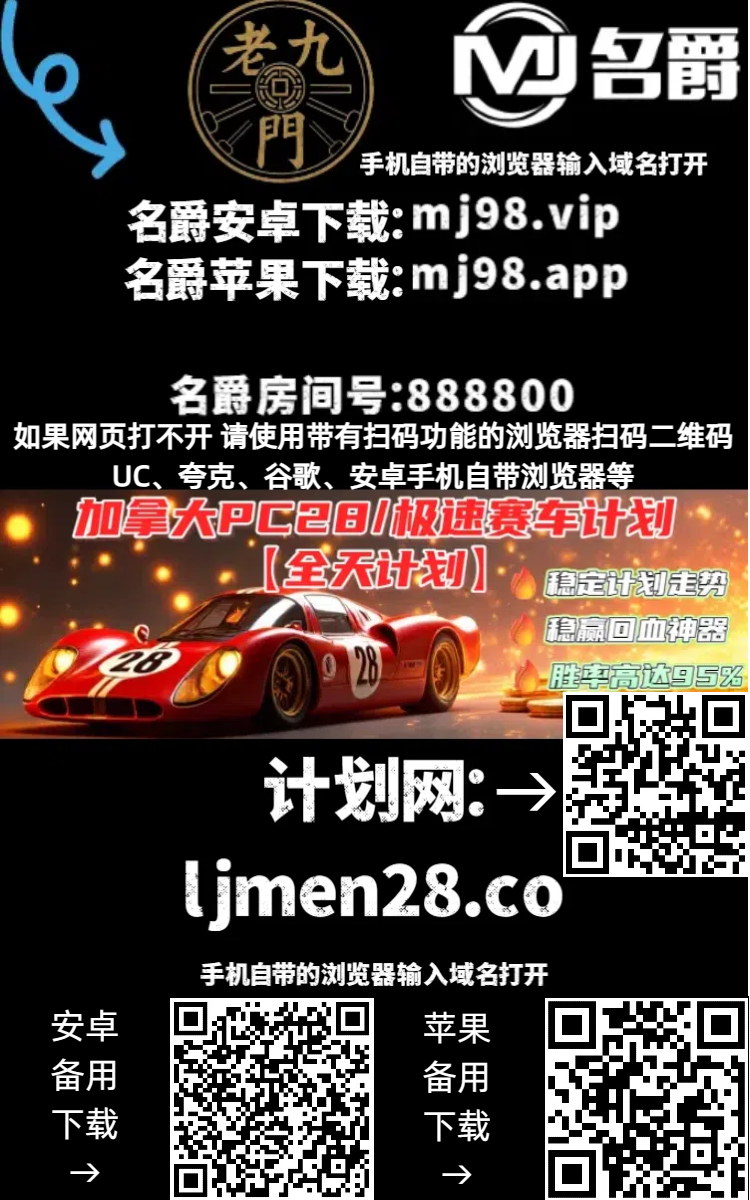 老九門
MJ名爵
手机自带的浏览器输入域名打开
名爵安卓下载:mj98.vip
名爵苹果下载:mj98.app
名爵房间号:888800
如果网页打不开 请使用带有扫码功能的浏览器扫码二维码
UC、夸克、谷歌、安卓手机自带浏览器等
加拿大PC28/极速赛车计划
【全天计划】
稳定计划走势
稳赢回血神器
胜率高达95%
28
28
计划网:→
ljmen28.co
手机自带的浏览器输入域名打开
安卓
备用
下载
→
苹果
备用
下载
→